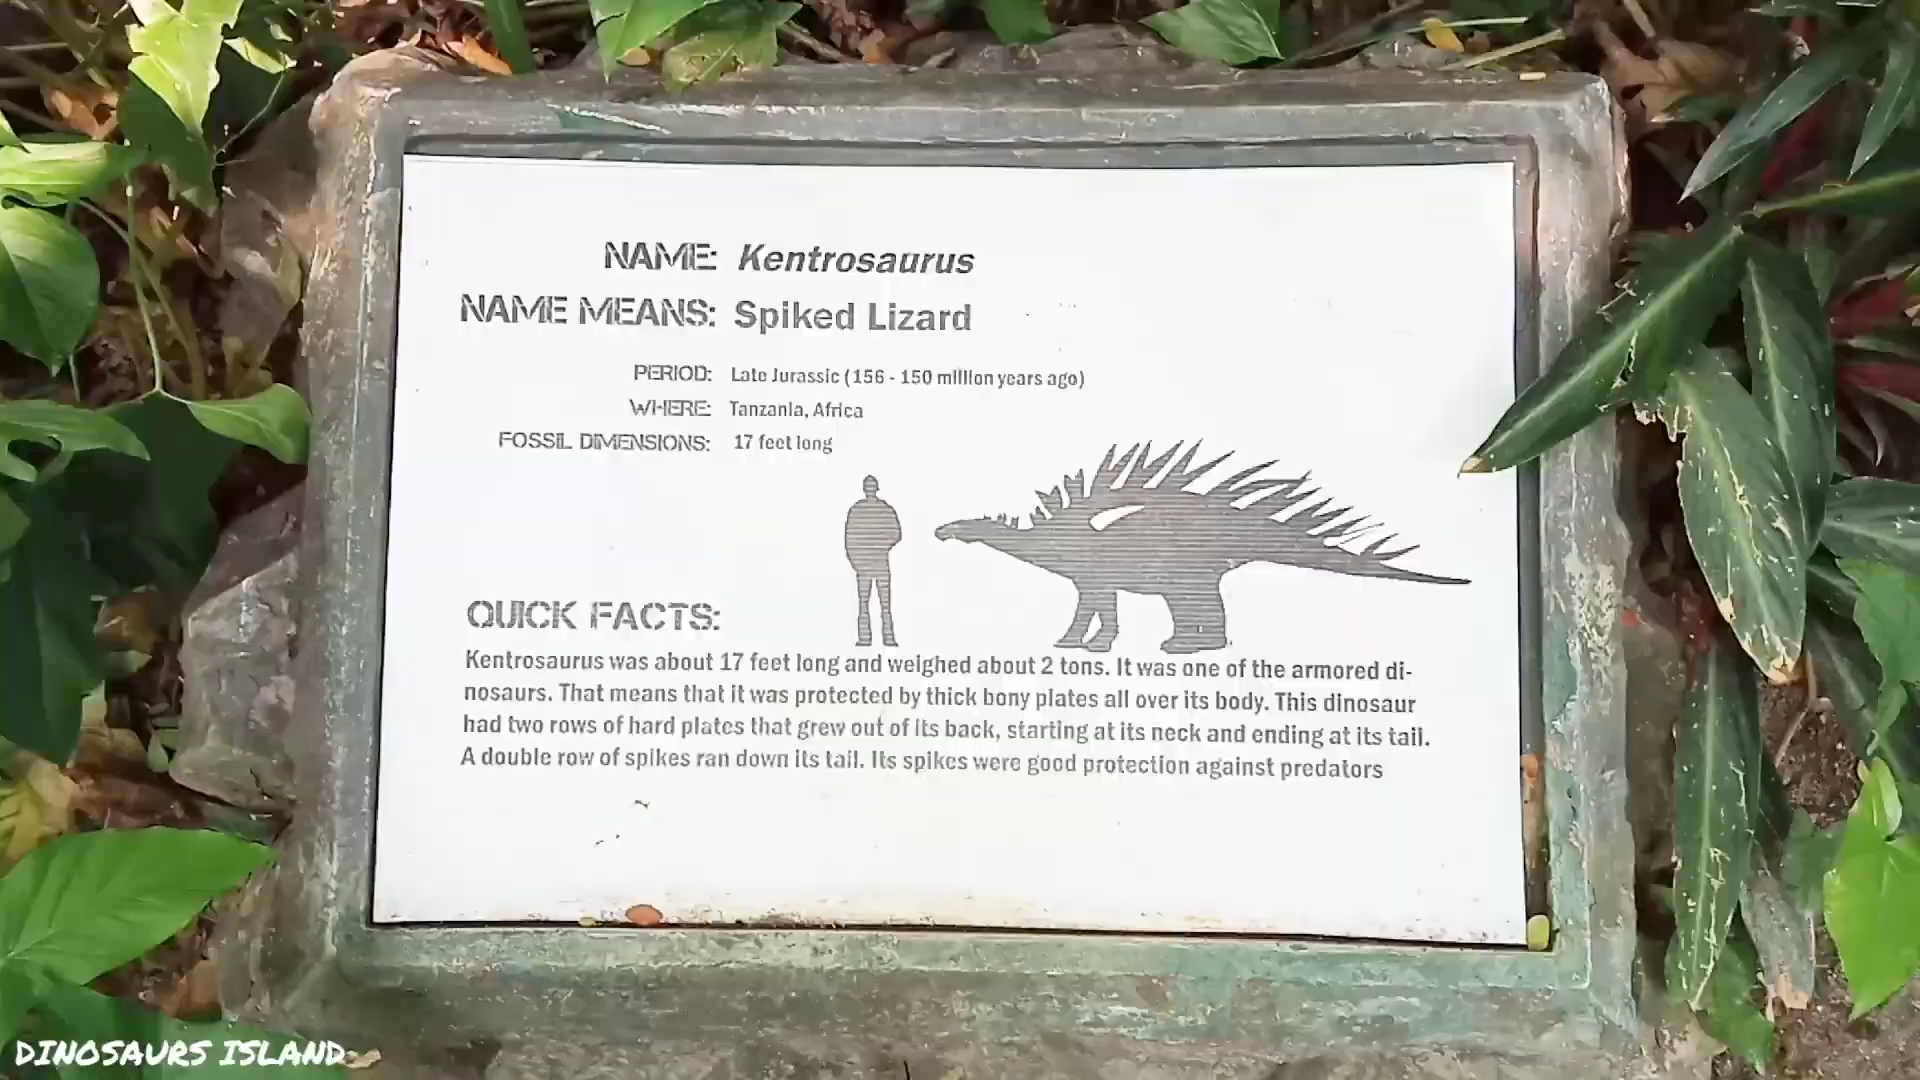 NAME: Kentrosaurus
NAME MEANS: Spiked Lizard
PERIOD: Late Jurassic (156 - 150 million years ago)
WHERE: Tanzania, Africa
FOSSIL DIMENSIONS: 17 feet long
QUICK FACTS:
Kentrosaurus was about 17 feet long and weighed about 2 tons. It was one of the armored di-
nosaurs. That means that it was protected by thick bony plates all over its body. This dinosaur
had two rows of hard plates that grew out of its back, starting at its neck and ending at its tail.
A double row of spikes ran down its tail. Its spikes were good protection against predators
DINOSAURS ISLAND